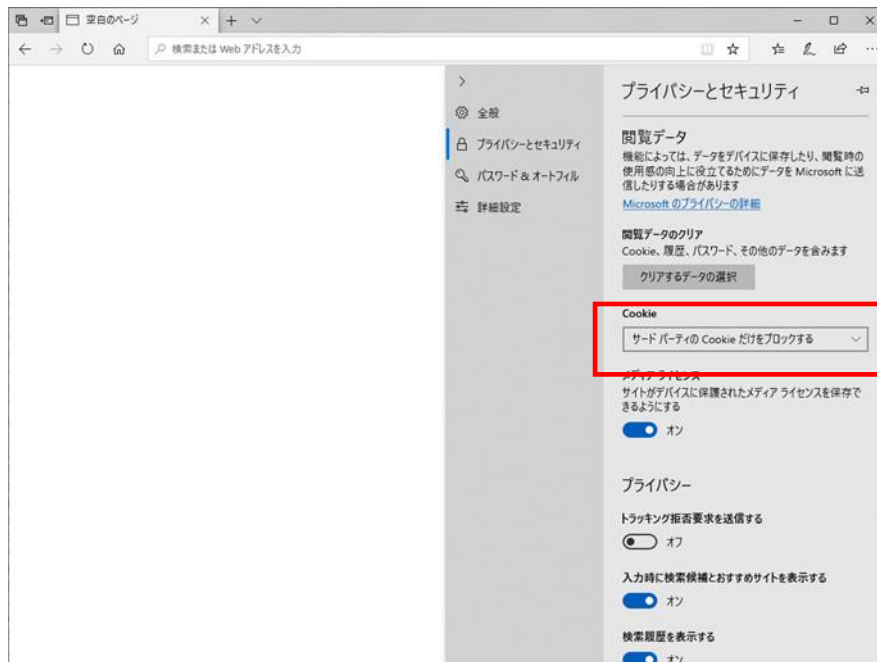 空白のページ
検索または Web アドレスを入力
全般
プライバシーとセキュリティ
パスワード & オートフィル
詳細設定
プライバシーとセキュリティ
閲覧データ
機能によっては、データをデバイスに保存したり、閲覧時の
使用感の向上に役立てるためにデータを Microsoft に送
信したりする場合があります
Microsoft のプライバシーの詳細
閲覧データのクリア
Cookie、履歴、パスワード、その他のデータを含みます
クリアするデータの選択
Cookie
サード パーティの Cookie だけをブロックする
メディア ライセンス
サイトがデバイスに保護されたメディア ライセンスを保存で
きるようにする
オン
プライバシー
トラッキング拒否要求を送信する
オフ
入力時に検索候補とおすすめサイトを表示する
オン
検索履歴を表示する
オン